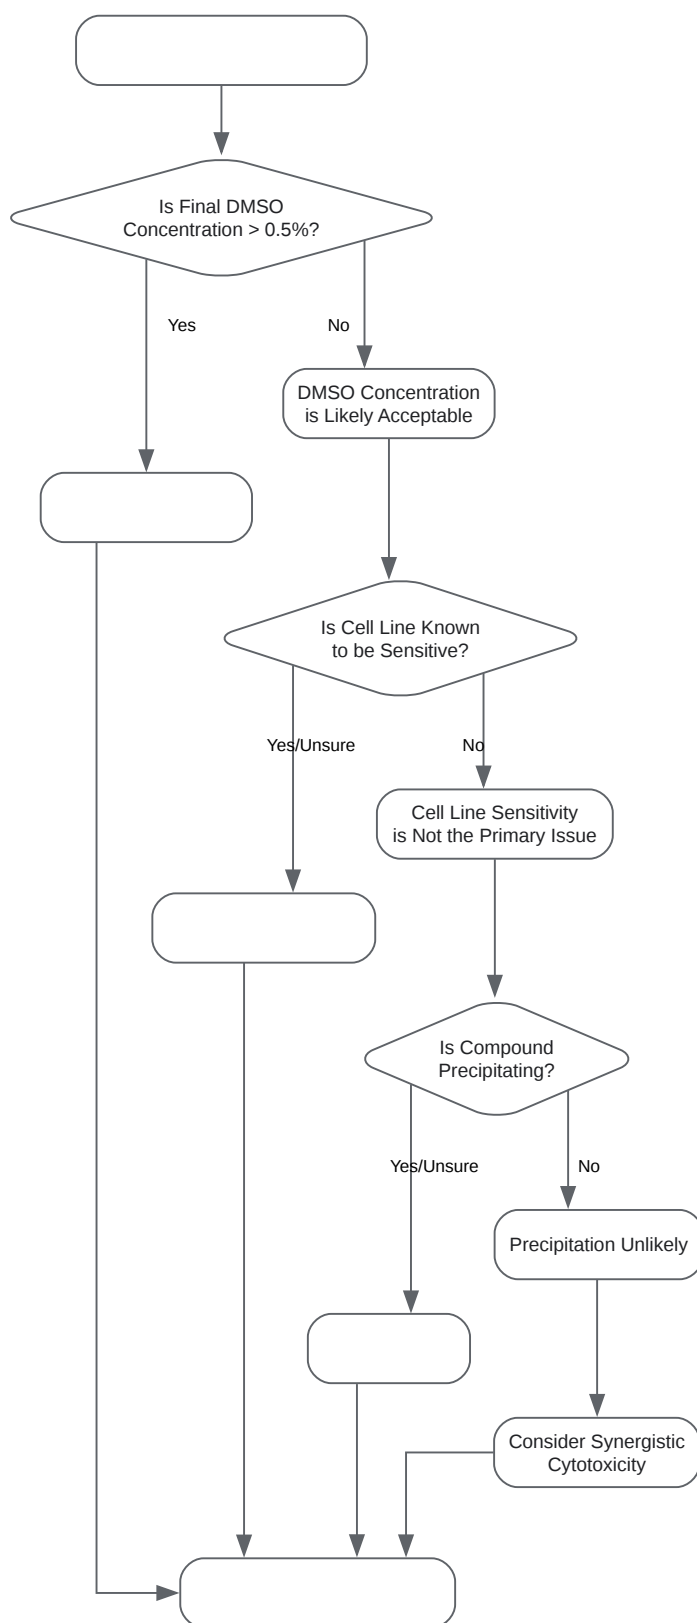 Is Final DMSO
Concentration > 0.5%?
Yes
No
DMSO Concentration
is Likely Acceptable
Is Cell Line Known
to be Sensitive?
Yes/Unsure
No
Cell Line Sensitivity
is Not the Primary Issue
Is Compound
Precipitating?
Yes/Unsure
No
Precipitation Unlikely
Consider Synergistic
Cytotoxicity